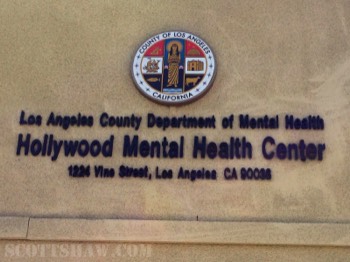 COUNTY OF LOS ANGELES
CALIFORNIA
Los Angeles County Department of Mental Health
Hollywood Mental Health Center
1224 Vine Street, Los Angeles CA 90038
SCOTTSHAW.COM